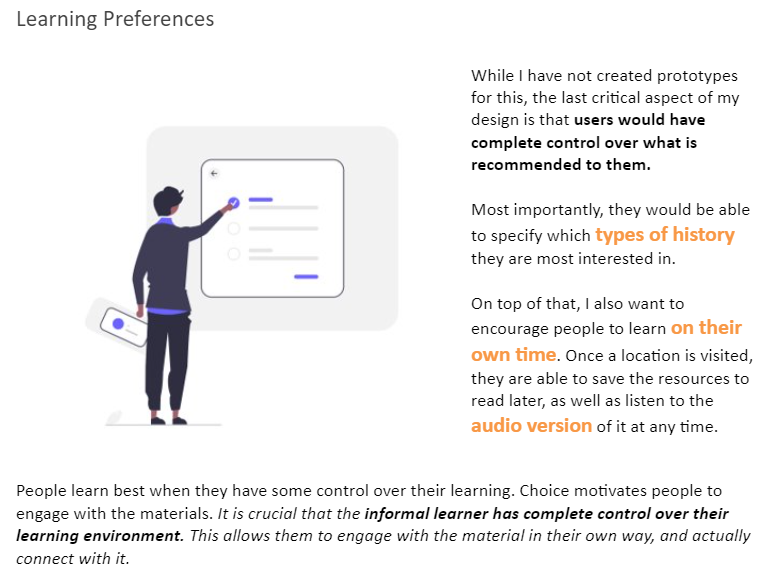 Learning Preferences
While I have not created prototypes
for this, the last critical aspect of my
design is that users would have
complete control over what is
recommended to them.
Most importantly, they would be able
to specify which types of history
they are most interested in.
On top of that, I also want to
encourage people to learn on their
own time. Once a location is visited,
they are able to save the resources to
read later, as well as listen to the
audio version of it at any time.
People learn best when they have some control over their learning. Choice motivates people to
engage with the materials. It is crucial that the informal learner has complete control over their
learning environment. This allows them to engage with the material in their own way, and actually
connect with it.